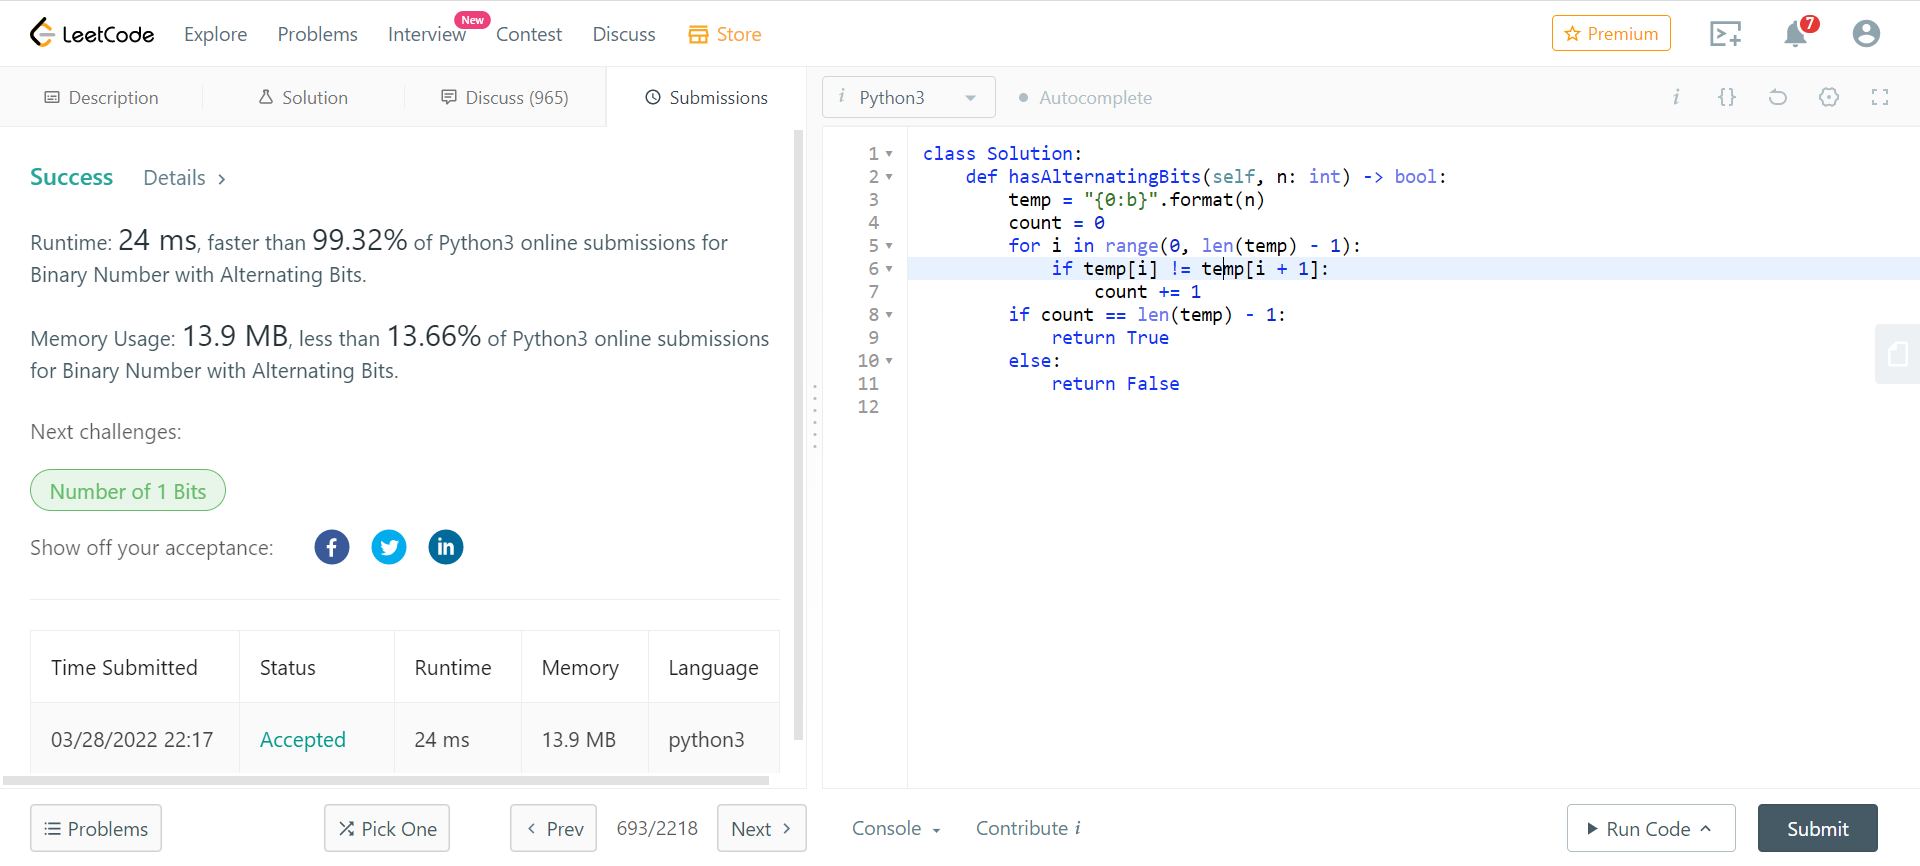 LeetCode Explore Problems Interview New Contest Discuss Store Premium 7
Description Solution Discuss (965) Submissions
i Python3 Autocomplete i {}
Success Details
Runtime: 24 ms, faster than 99.32% of Python3 online submissions for
Binary Number with Alternating Bits.
Memory Usage: 13.9 MB, less than 13.66% of Python3 online submissions
for Binary Number with Alternating Bits.
Next challenges:
Number of 1 Bits
Show off your acceptance: f in
Time Submitted Status Runtime Memory Language
03/28/2022 22:17 Accepted 24 ms 13.9 MB python3
1 class Solution:
2     def hasAlternatingBits(self, n: int) -> bool:
3         temp = "{0:b}".format(n)
4         count = 0
5         for i in range(0, len(temp) - 1):
6             if temp[i] != temp[i + 1]:
7                 count += 1
8         if count == len(temp) - 1:
9             return True
10         else:
11             return False
12
Problems Pick One Prev 693/2218 Next
Console Contribute i Run Code Submit